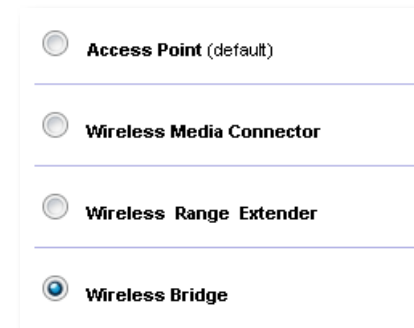 Access Point (default)
Wireless Media Connector
Wireless Range Extender
Wireless Bridge